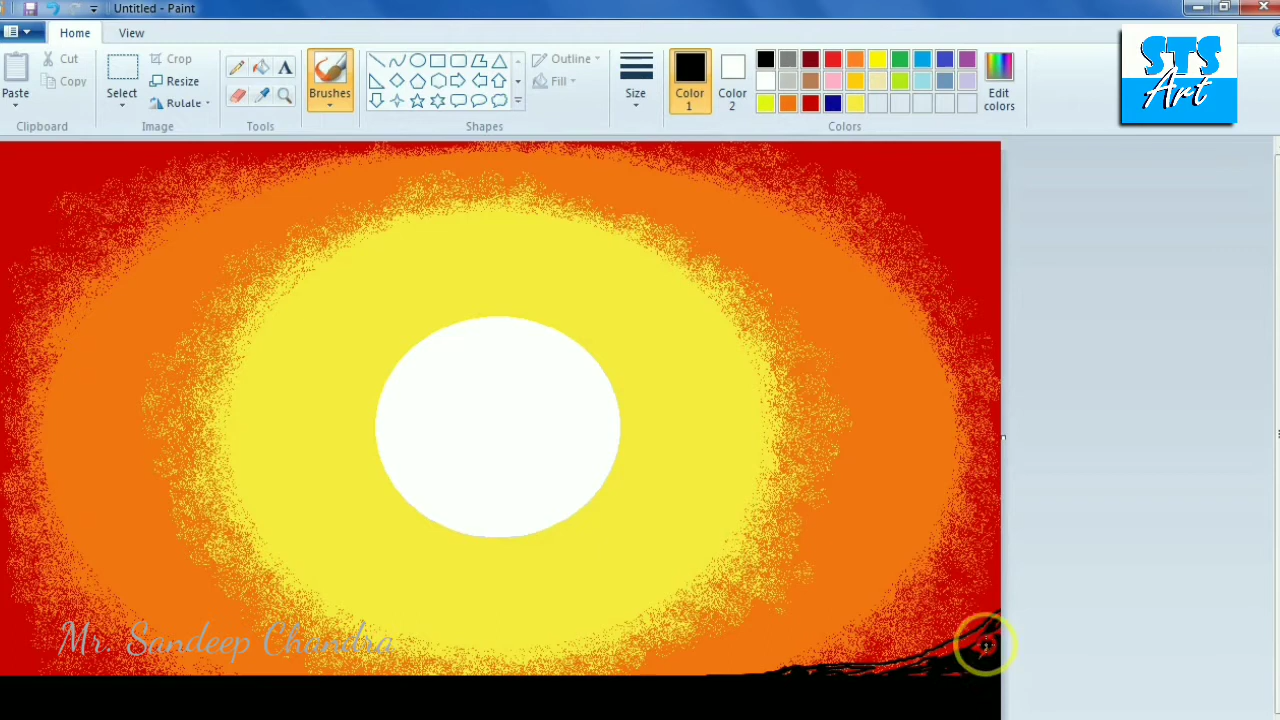 Untitled - Paint
Home
View
Paste
Cut
Copy
Clipboard
Select
Crop
Resize
Rotate
Image
A
Tools
Brushes
Shapes
Outline
Fill
Size
Color
1
Color
2
Colors
Edit
colors
STS
Art
Mr. Sandeep Chandra